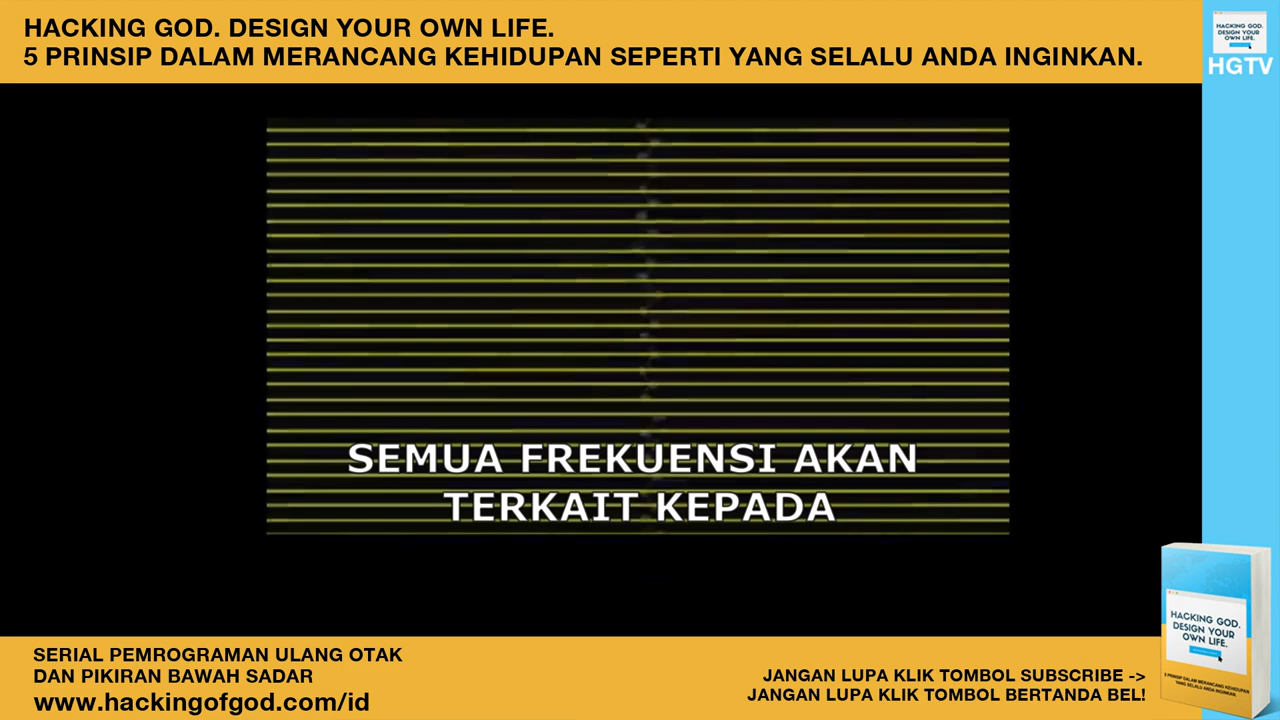 HACKING GOD. DESIGN YOUR OWN LIFE.
5 PRINSIP DALAM MERANCANG KEHIDUPAN SEPERTI YANG SELALU ANDA INGINKAN.
HACKING GOD.
DESIGN YOUR
OWN LIFE.
HGTV
SEMUA FREKUENSI AKAN
TERKAIT KEPADA
SERIAL PEMROGRAMAN ULANG OTAK
DAN PIKIRAN BAWAH SADAR
www.hackingofgod.com/id
JANGAN LUPA KLIK TOMBOL SUBSCRIBE ->
JANGAN LUPA KLIK TOMBOL BERTANDA BEL!
HACKING GOD.
DESIGN YOUR
OWN LIFE.
5 PRINSIP DALAM MERANCANG KEHIDUPAN
YANG SELALU ANDA INGINKAN